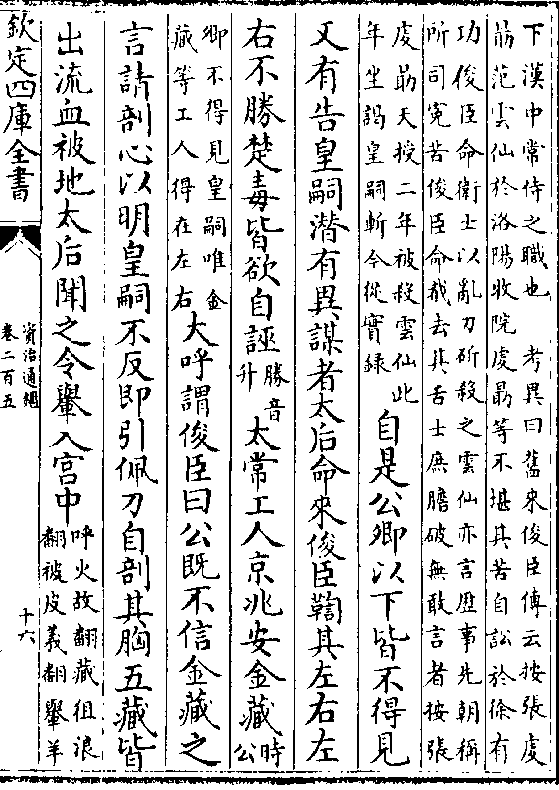 下漢中常侍之職也　考異曰舊來俊臣傳云按張虔
勗范雲仙於洛陽牧院虔勗等不堪其苦自訟於徐有
功俊臣命衛士以亂刀斫殺之雲仙亦言歴事先朝稱
所司寃苦俊臣命截去其舌士庶膽破無敢言者按張
虔勗天授二年被殺雲仙此
年坐謁皇嗣斬今從實録
自是公卿以下皆不得見
又有告皇嗣潛有異謀者太后命來俊臣鞫其左右左
右不勝楚毒皆欲自誣
勝音
升
太常工人京兆安金藏
時
公
卿不得見皇嗣唯金
藏等工人得在左右
大呼謂俊臣曰公既不信金藏之
言請剖心以明皇嗣不反即引佩刀自剖其胸五藏皆
出流血被地太后聞之令轝入宫中
呼火故翻藏徂浪
翻被皮義翻轝羊
欽定四庫全書
資治通鑑
卷二百五
十六